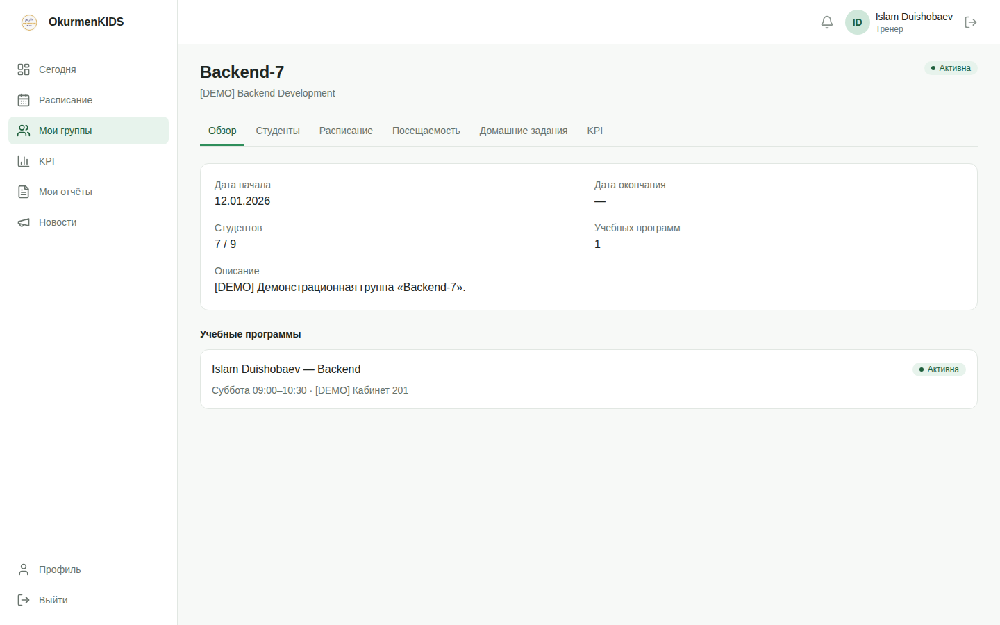 OkurmenKIDS
ID
Islam Duishobaev
Тренер
Сегодня
Расписание
Мои группы
KPI
Мои отчёты
Новости
Профиль
Выйти
Backend-7
Активна
[DEMO] Backend Development
Обзор Студенты Расписание Посещаемость Домашние задания KPI
Дата начала
12.01.2026
Дата окончания
—
Студентов
7 / 9
Учебных программ
1
Описание
[DEMO] Демонстрационная группа «Backend-7».
Учебные программы
Islam Duishobaev — Backend
Активна
Суббота 09:00–10:30 · [DEMO] Кабинет 201